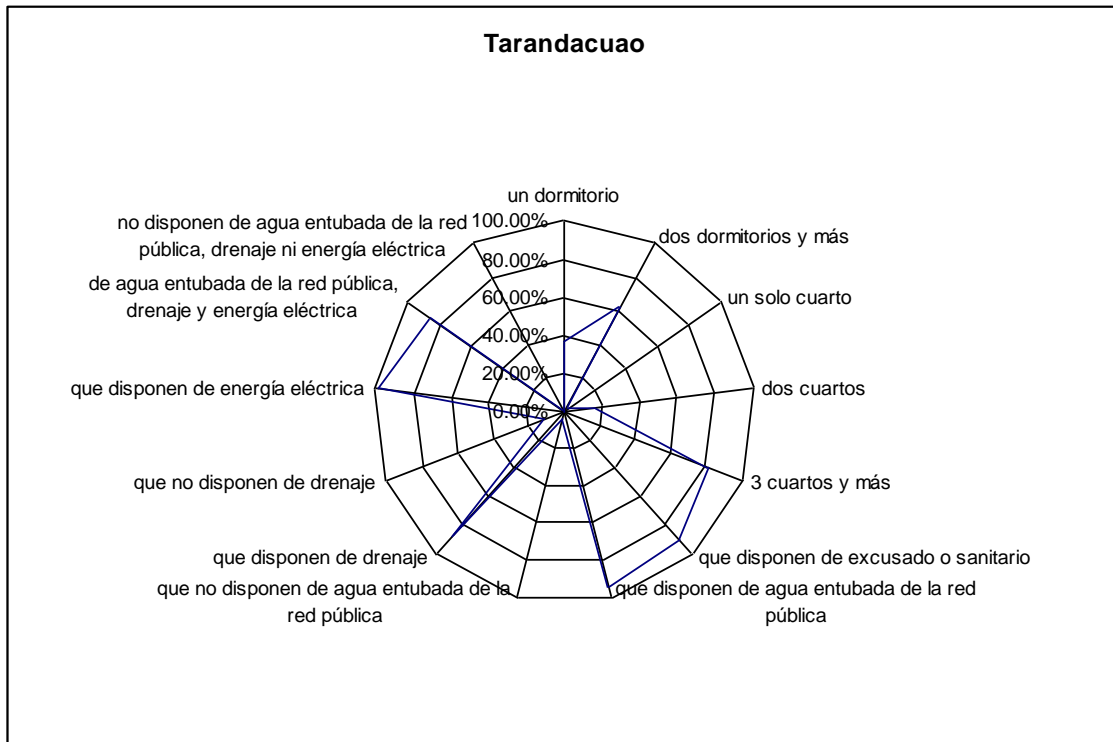 Tarandacuao
un dormitorio
100.00%
80.00%
60.00%
40.00%
20.00%
0.00%
dos dormitorios y más
un solo cuarto
dos cuartos
3 cuartos y más
que disponen de excusado o sanitario
que disponen de agua entubada de la red
pública
que no disponen de agua entubada de la
red pública
que disponen de drenaje
que no disponen de drenaje
que disponen de energía eléctrica
de agua entubada de la red pública,
drenaje y energía eléctrica
no disponen de agua entubada de la red
pública, drenaje ni energía eléctrica